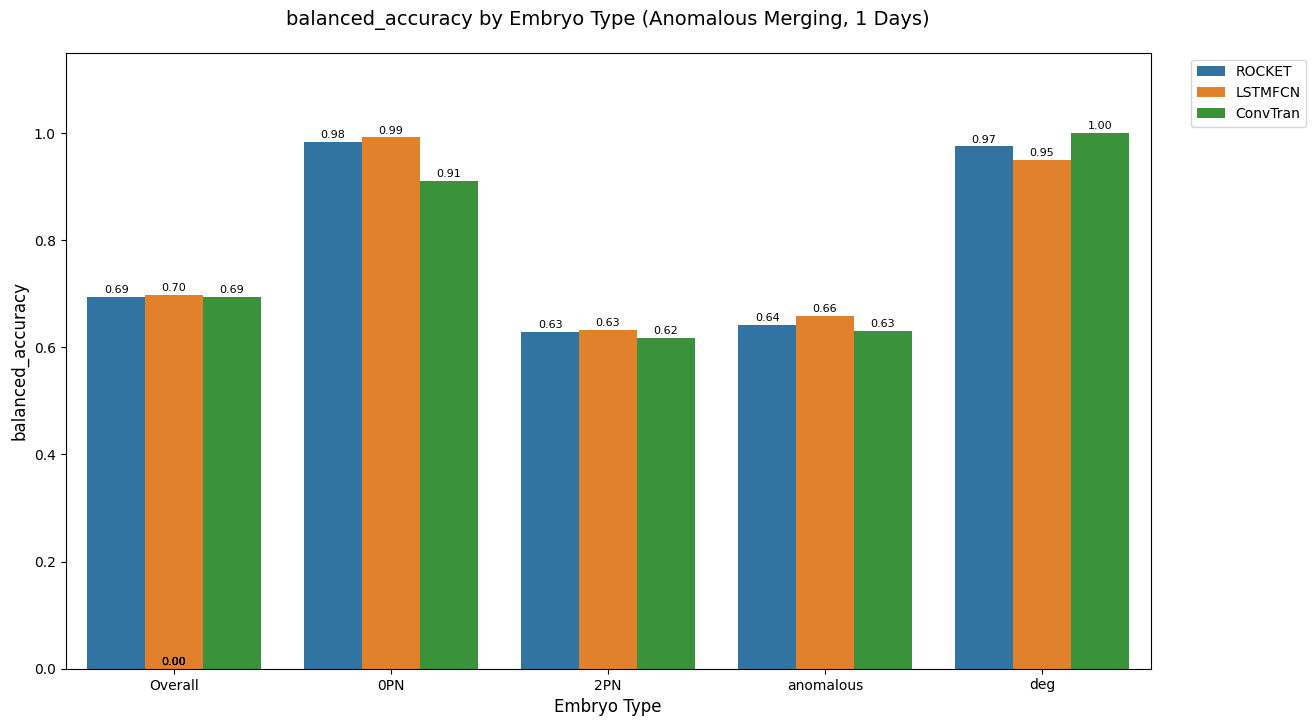 balanced_accuracy by Embryo Type (Anomalous Merging, 1 Days)
ROCKET
LSTMFCN
ConvTran
balanced_accuracy
1.0
0.8
0.6
0.4
0.2
0.0
0.69
0.70
0.69
0.00
0.98
0.99
0.91
0.63
0.63
0.62
0.64
0.66
0.63
0.97
0.95
1.00
Overall
0PN
2PN
anomalous
deg
Embryo Type